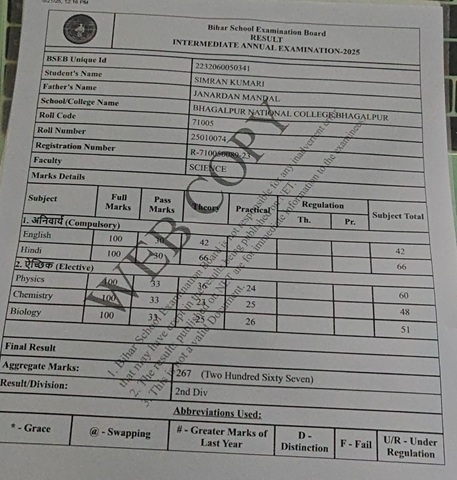 Bihar School Examination Board
RESULT
INTERMEDIATE ANNUAL EXAMINATION-2025
BSEB Unique Id 2232060050341
Student's Name SIMRAN KUMARI
Father's Name JANARDAN MANDAL
School/College Name BHAGALPUR NATIONAL COLLEGE,BHAGALPUR
Roll Code 71005
Roll Number 25010074
Registration Number
Faculty SCIENCE
Marks Details
Subject Full Marks Pass Marks Theory Practical Regulation Th. Pr. Subject Total
1. अनिवार्य (Compulsory)
English 100 30 42 42
Hindi 100 30 66 66
2. ऐच्छिक (Elective)
Physics 100 33 36 24 60
Chemistry 100 33 23 25 48
Biology 100 33 25 26 51
Final Result
Aggregate Marks: 267 (Two Hundred Sixty Seven)
Result/Division: 2nd Div
Abbreviations Used:
* - Grace @ - Swapping # - Greater Marks of Last Year D - Distinction F - Fail U/R - Under Regulation
WEB COPY